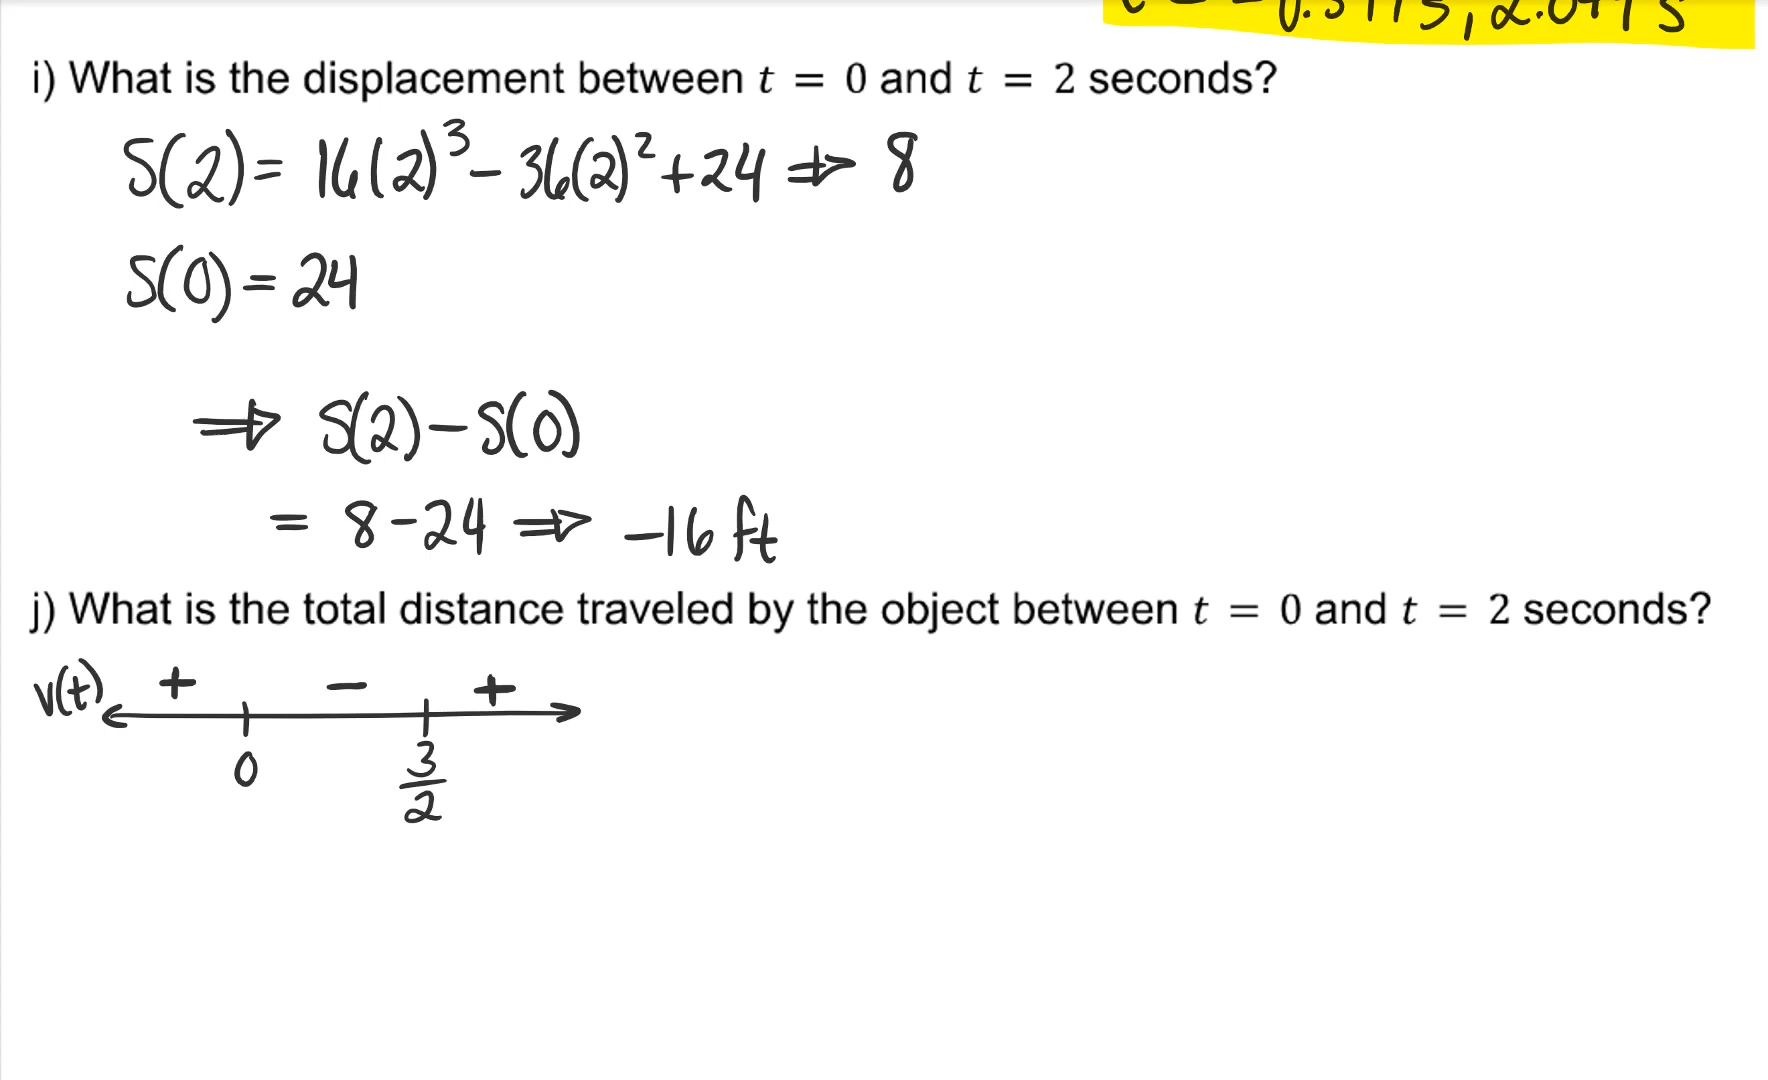 i) What is the displacement between t = 0 and t = 2 seconds?
S(2) = 16(2)³ - 36(2)² + 24 ⇒ 8
S(0) = 24
⇒ S(2) - S(0)
= 8 - 24 ⇒ -16 ft
j) What is the total distance traveled by the object between t = 0 and t = 2 seconds?
v(t) + - +
0 3/2